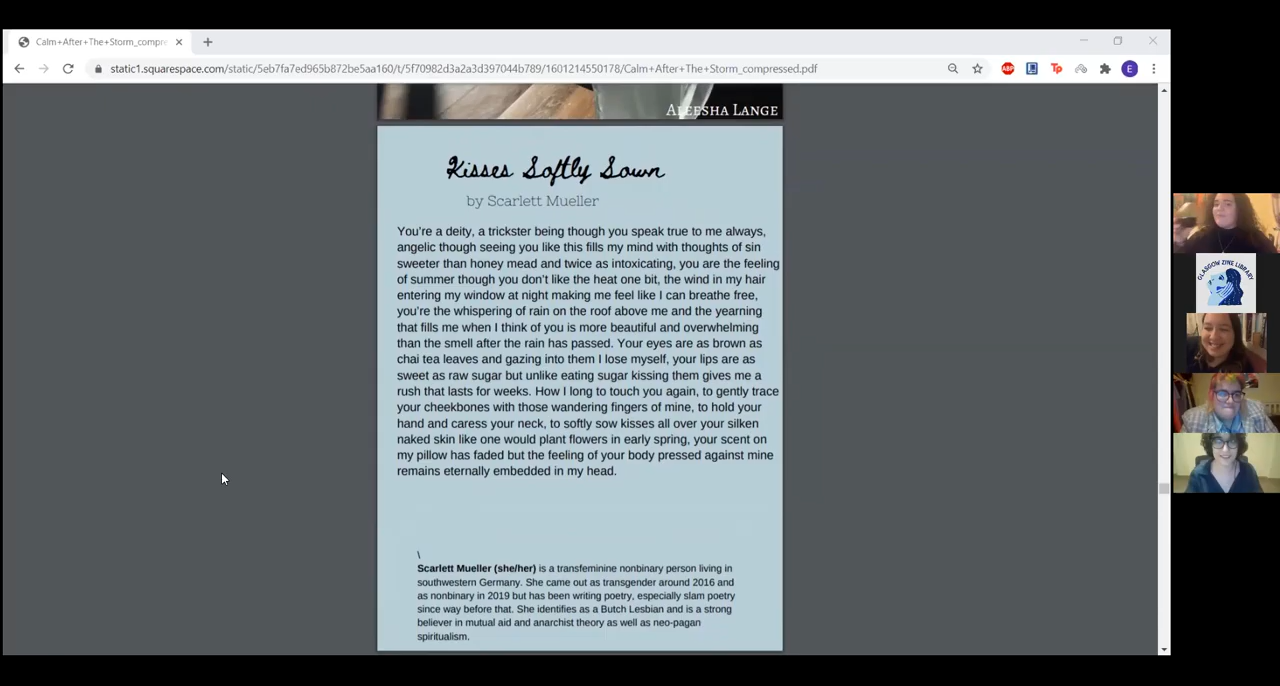 Calm+After+The+Storm_compre
static1.squarespace.com/static/5eb7fa7ed965b872be5aa160/t/5f70982d3a2a3d397044b789/1601214550178/Calm+After+The+Storm_compressed.pdf
ABP
Tp
E
ALEESHA LANGE
Kisses Softly Sown
by Scarlett Mueller
You're a deity, a trickster being though you speak true to me always,
angelic though seeing you like this fills my mind with thoughts of sin
sweeter than honey mead and twice as intoxicating, you are the feeling
of summer though you don't like the heat one bit, the wind in my hair
entering my window at night making me feel like I can breathe free,
you're the whispering of rain on the roof above me and the yearning
that fills me when I think of you is more beautiful and overwhelming
than the smell after the rain has passed. Your eyes are as brown as
chai tea leaves and gazing into them I lose myself, your lips are as
sweet as raw sugar but unlike eating sugar kissing them gives me a
rush that lasts for weeks. How I long to touch you again, to gently trace
your cheekbones with those wandering fingers of mine, to hold your
hand and caress your neck, to softly sow kisses all over your silken
naked skin like one would plant flowers in early spring, your scent on
my pillow has faded but the feeling of your body pressed against mine
remains eternally embedded in my head.
\
Scarlett Mueller (she/her) is a transfeminine nonbinary person living in
southwestern Germany. She came out as transgender around 2016 and
as nonbinary in 2019 but has been writing poetry, especially slam poetry
since way before that. She identifies as a Butch Lesbian and is a strong
believer in mutual aid and anarchist theory as well as neo-pagan
spiritualism.
GLASGOW ZINE LIBRARY